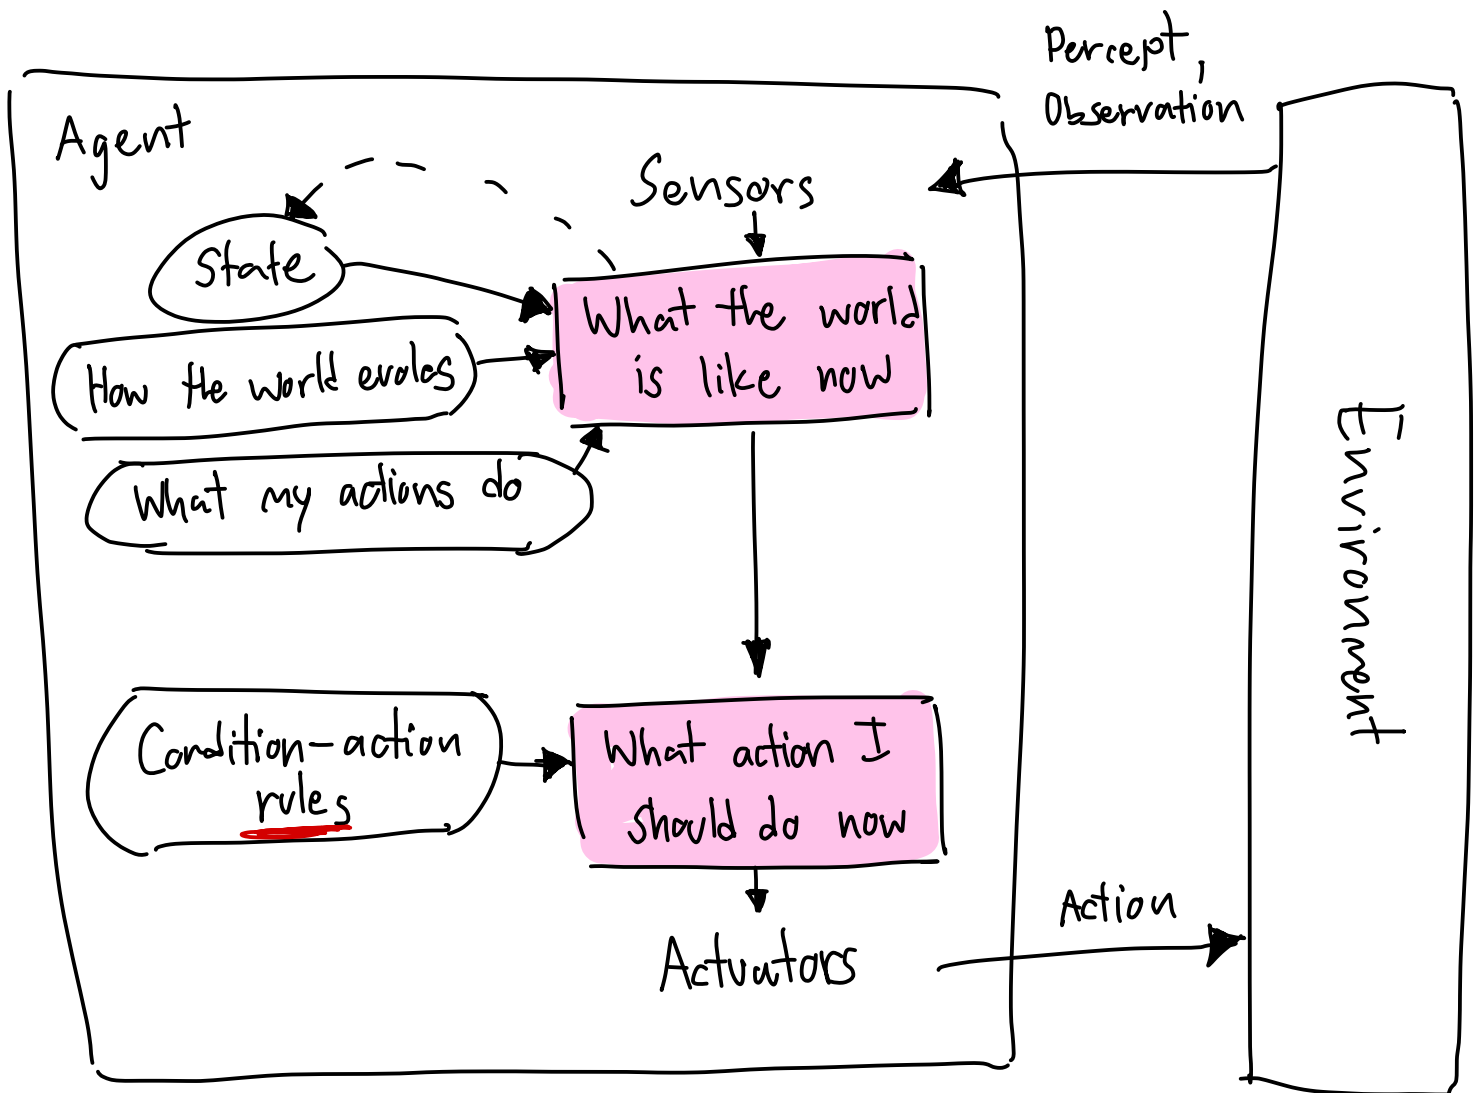 Percept,
Observation
Agent
Sensors
State
What the world
is like now
How the world evolves
What my actions do
Environment
Condition-action
rules
What action I
should do now
Action
Actuators